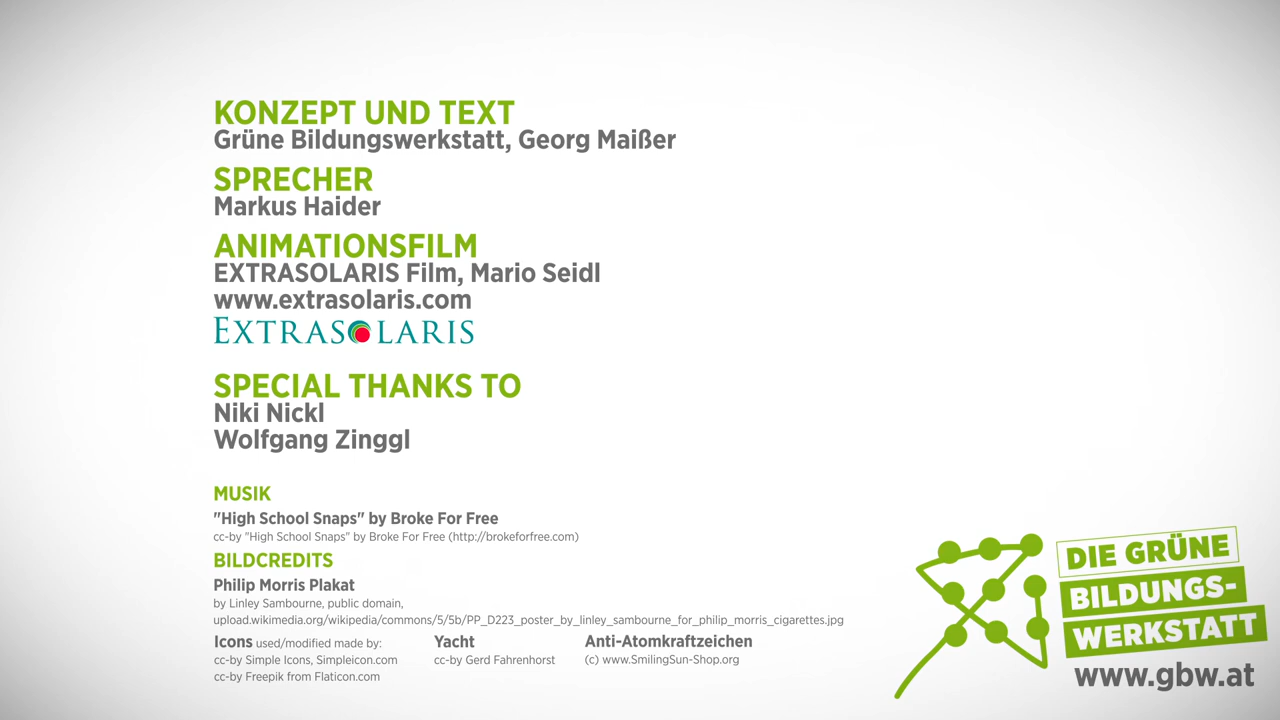 KONZEPT UND TEXT
Grüne Bildungswerkstatt, Georg Maißer
SPRECHER
Markus Haider
ANIMATIONSFILM
EXTRASOLARIS Film, Mario Seidl
www.extrasolaris.com
EXTRASOLARIS
SPECIAL THANKS TO
Niki Nickl
Wolfgang Zinggl
MUSIK
"High School Snaps" by Broke For Free
cc-by "High School Snaps" by Broke For Free (http://brokeforfree.com)
BILDCREDITS
Philip Morris Plakat
by Linley Sambourne, public domain,
upload.wikimedia.org/wikipedia/commons/5/5b/PP_D223_poster_by_linley_sambourne_for_philip_morris_cigarettes.jpg
Icons used/modified made by:
cc-by Simple Icons, Simpleicon.com
cc-by Freepik from Flaticon.com
Yacht
cc-by Gerd Fahrenhorst
Anti-Atomkraftzeichen
(c) www.SmilingSun-Shop.org
DIE GRÜNE
BILDUNGS-
WERKSTATT
www.gbw.at